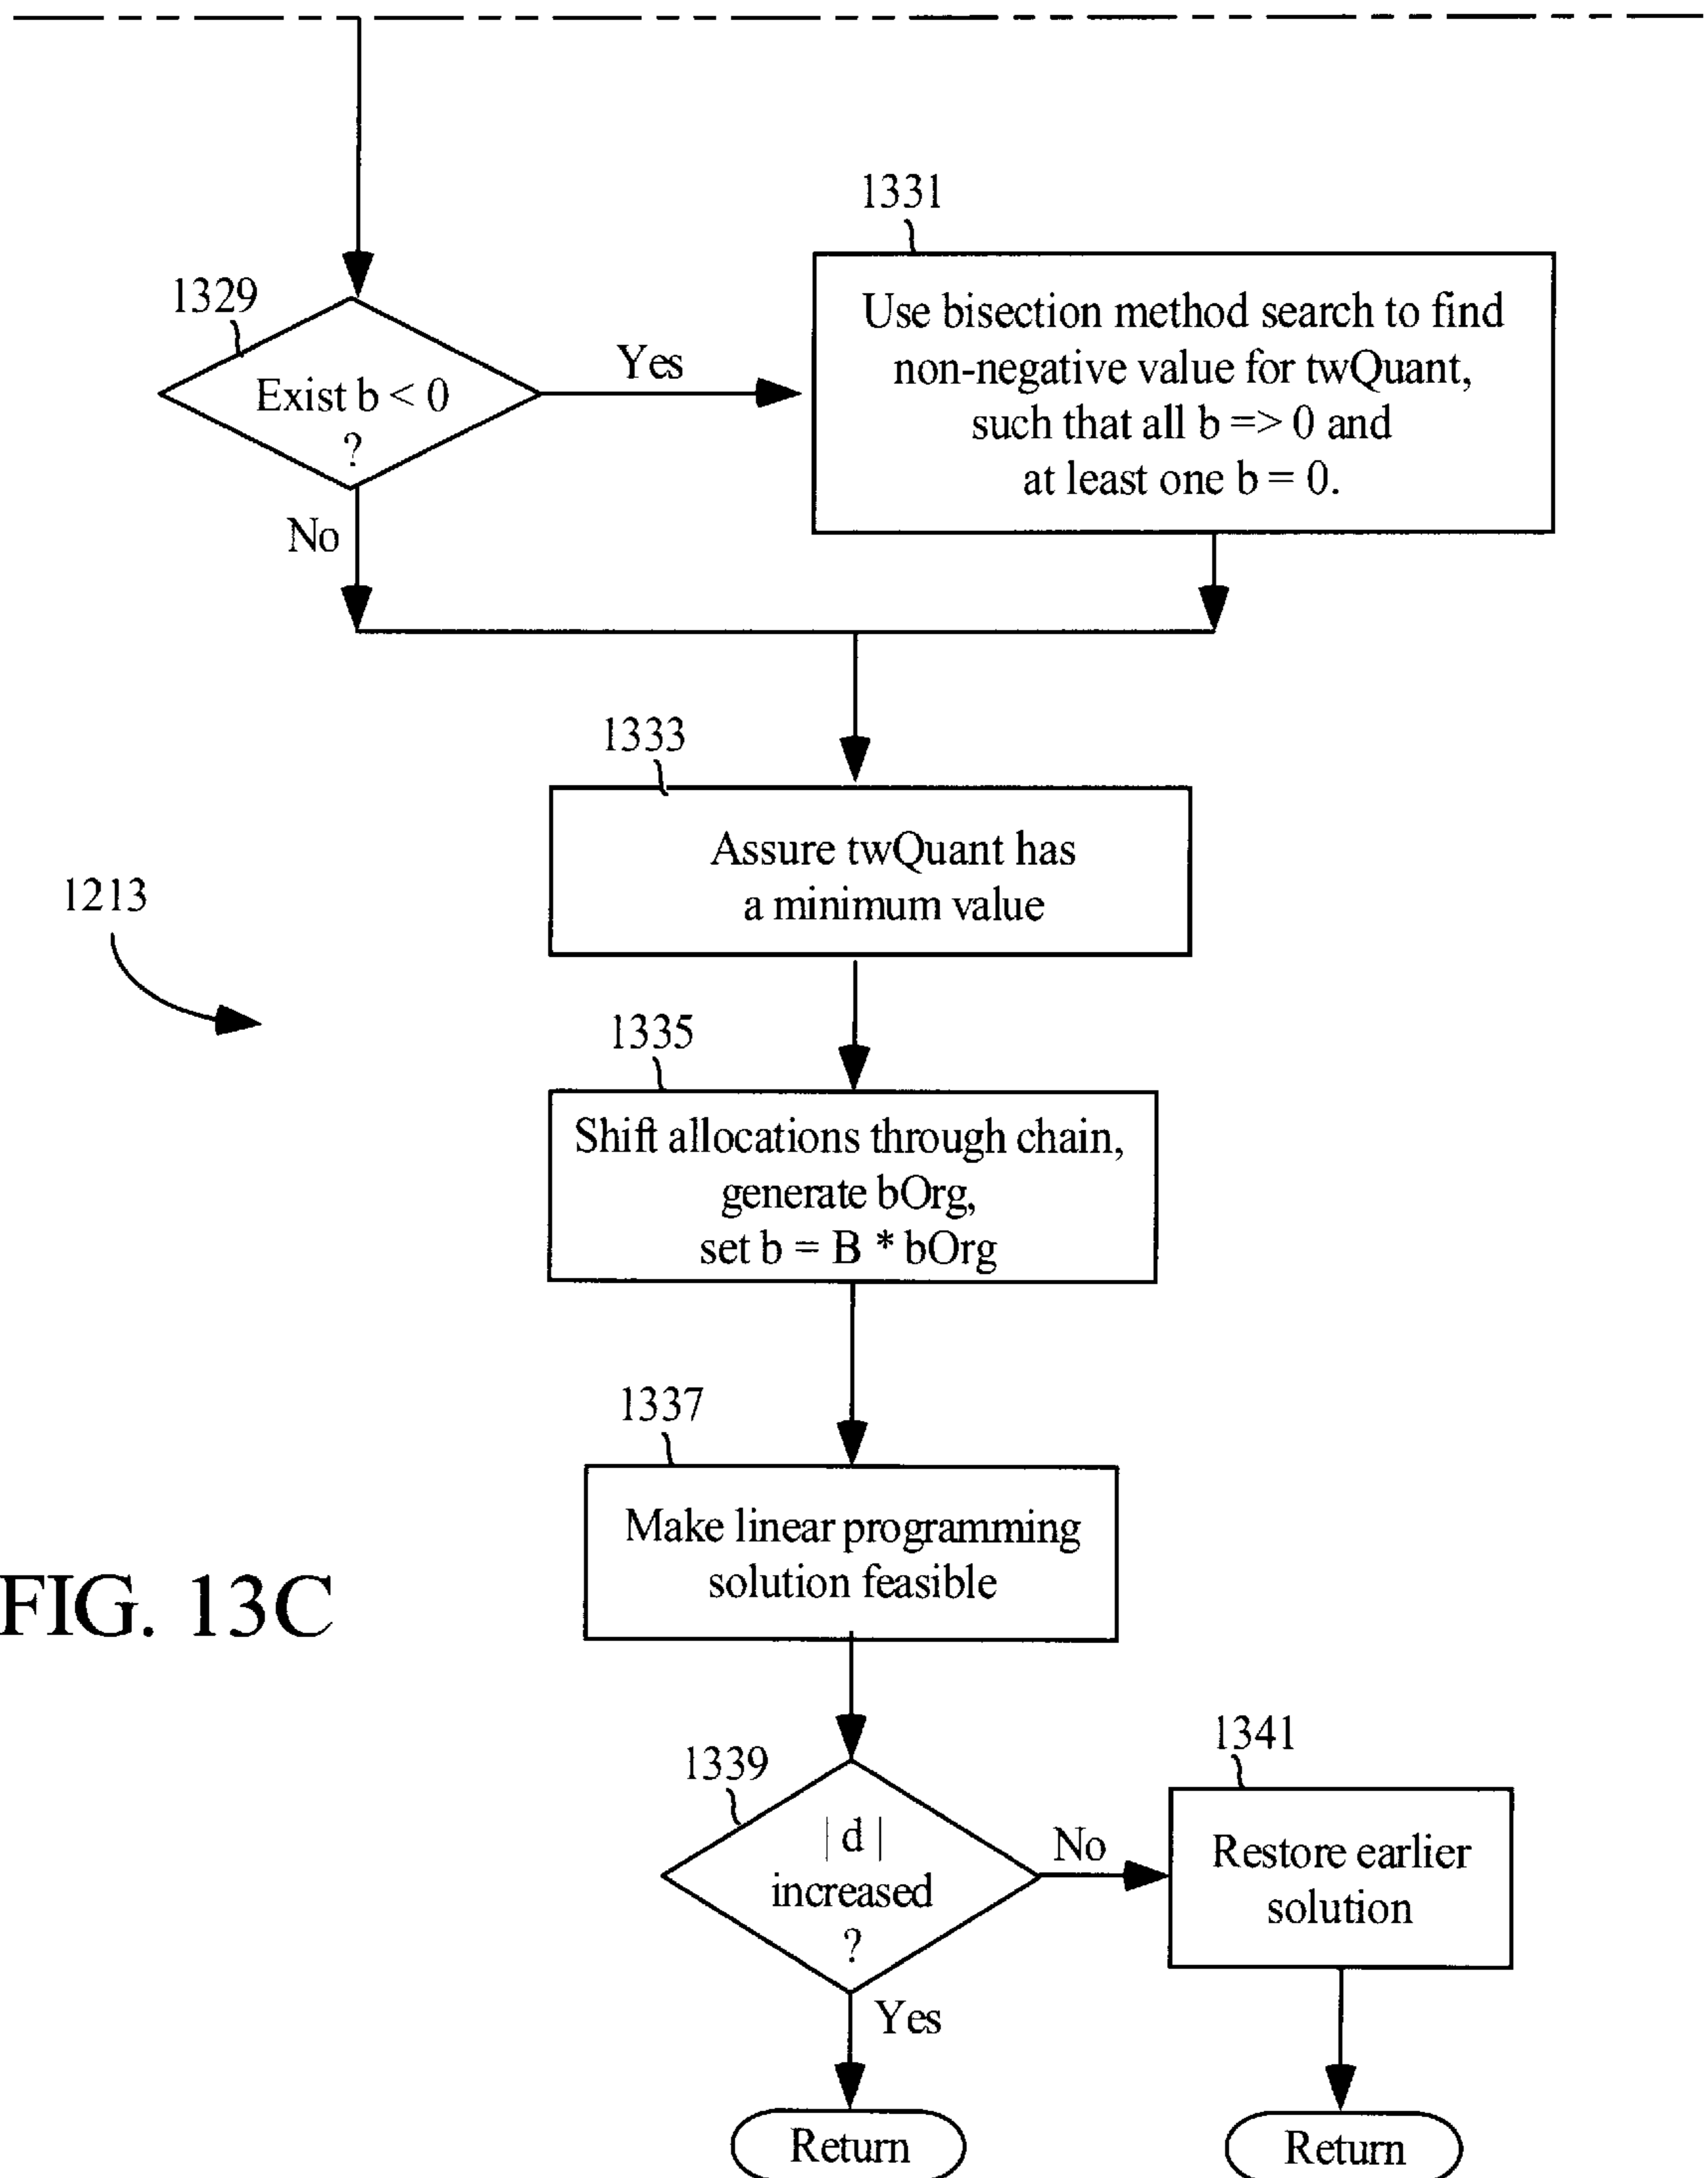 1331
1329
Use bisection method search to find
non-negative value for twQuant,
such that all b => 0 and
at least one b = 0.
Exist b < 0
?
Yes
No
1333
Assure twQuant has
a minimum value
1213
1335
Shift allocations through chain,
generate bOrg,
set b = B * bOrg
1337
Make linear programming
solution feasible
FIG. 13C
1339
| d |
increased
?
No
1341
Restore earlier
solution
Yes
Return
Return